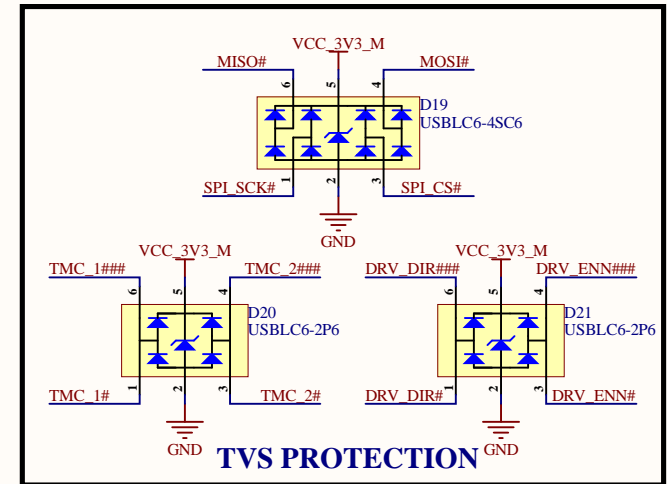 VCC_3V3_M
MISO# MOSI#
6 5 4
D19
USBLC6-4SC6
1 2 3
SPI_SCK# SPI_CS#
GND
VCC_3V3_M VCC_3V3_M
TMC_1### TMC_2### DRV_DIR### DRV_ENN###
6 5 4 6 5 4
D20 D21
USBLC6-2P6 USBLC6-2P6
1 2 3 1 2 3
TMC_1# TMC_2# DRV_DIR# DRV_ENN#
GND GND
TVS PROTECTION